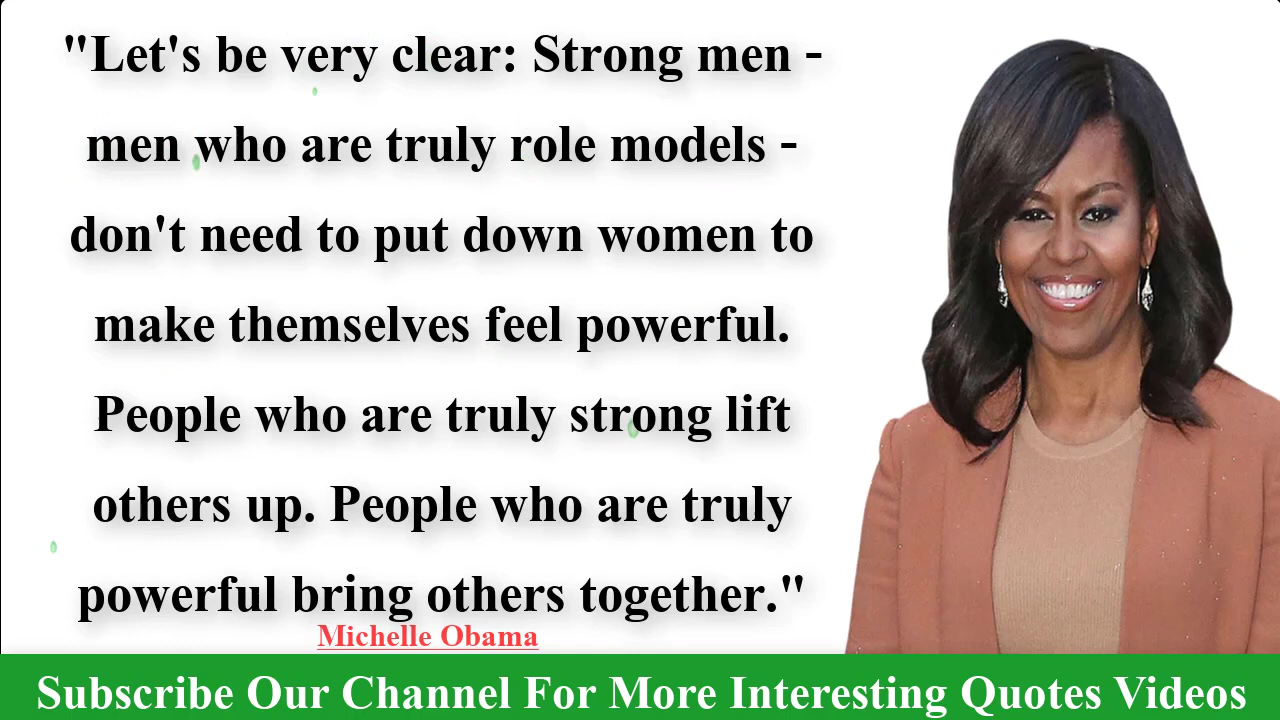 "Let's be very clear: Strong men -
men who are truly role models -
don't need to put down women to
make themselves feel powerful.
People who are truly strong lift
others up. People who are truly
powerful bring others together."
Michelle Obama
Subscribe Our Channel For More Interesting Quotes Videos